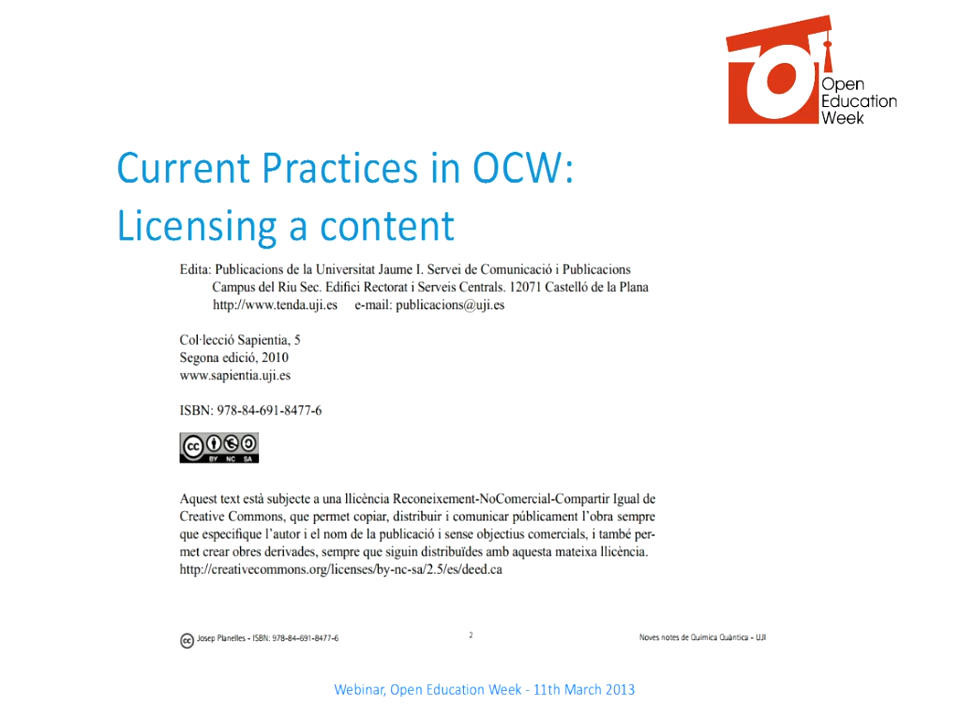 Open
Education
Week
Current Practices in OCW:
Licensing a content
Edita: Publicacions de la Universitat Jaume I. Servei de Comunicació i Publicacions
Campus del Riu Sec. Edifici Rectorat i Serveis Centrals. 12071 Castelló de la Plana
http://www.tenda.uji.es e-mail: publicacions@uji.es
Col·lecció Sapientia, 5
Segona edició, 2010
www.sapientia.uji.es
ISBN: 978-84-691-8477-6
cc
BY NC SA
Aquest text està subjecte a una llicència Reconeixement-NoComercial-Compartir Igual de
Creative Commons, que permet copiar, distribuir i comunicar públicament l'obra sempre
que especifique l'autor i el nom de la publicació i sense objectius comercials, i també per-
met crear obres derivades, sempre que siguin distribuïdes amb aquesta mateixa llicència.
http://creativecommons.org/licenses/by-nc-sa/2.5/es/deed.ca
cc Josep Planelles - ISBN: 978-84-691-8477-6 2 Noves notes de Química Quàntica - UJI
Webinar, Open Education Week - 11th March 2013